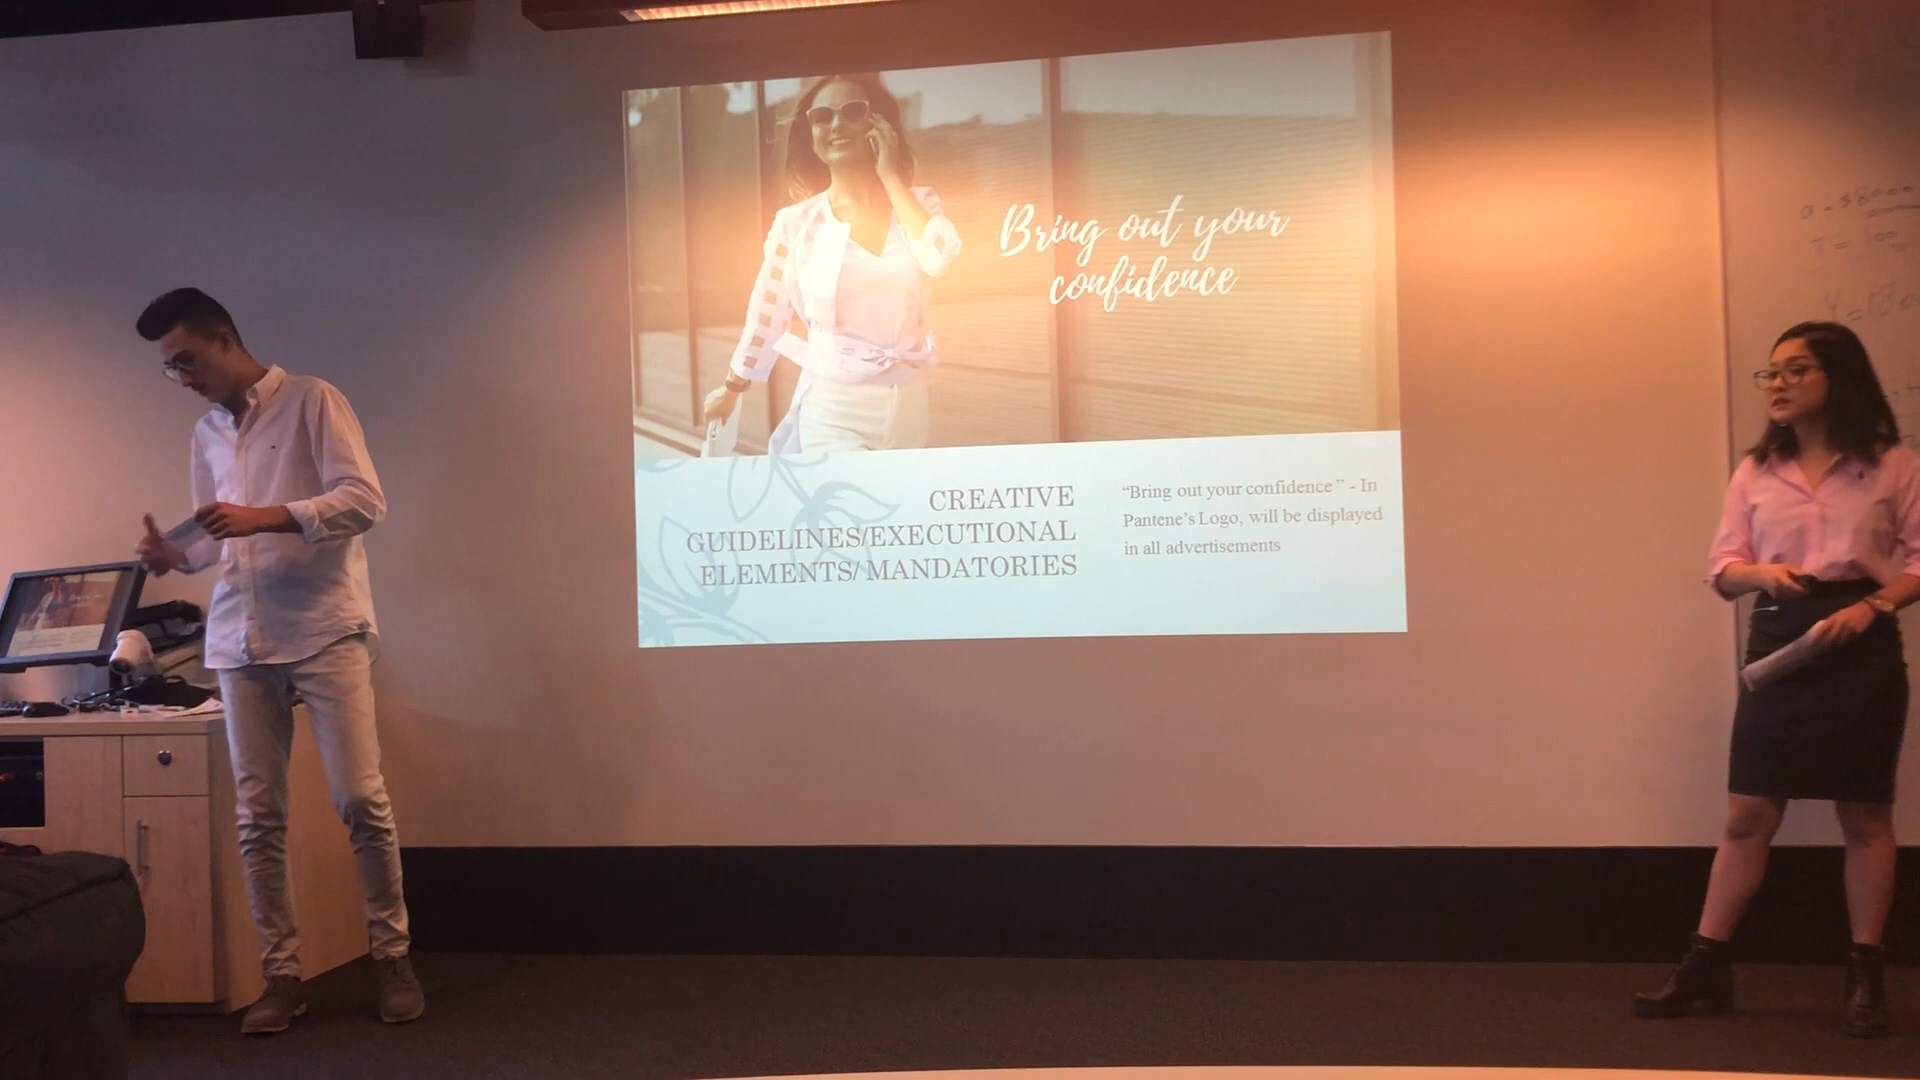 Bring out your
confidence
CREATIVE
GUIDELINES/EXECUTIONAL
ELEMENTS/ MANDATORIES
“Bring out your confidence ” - In
Pantene’s Logo, will be displayed
in all advertisements